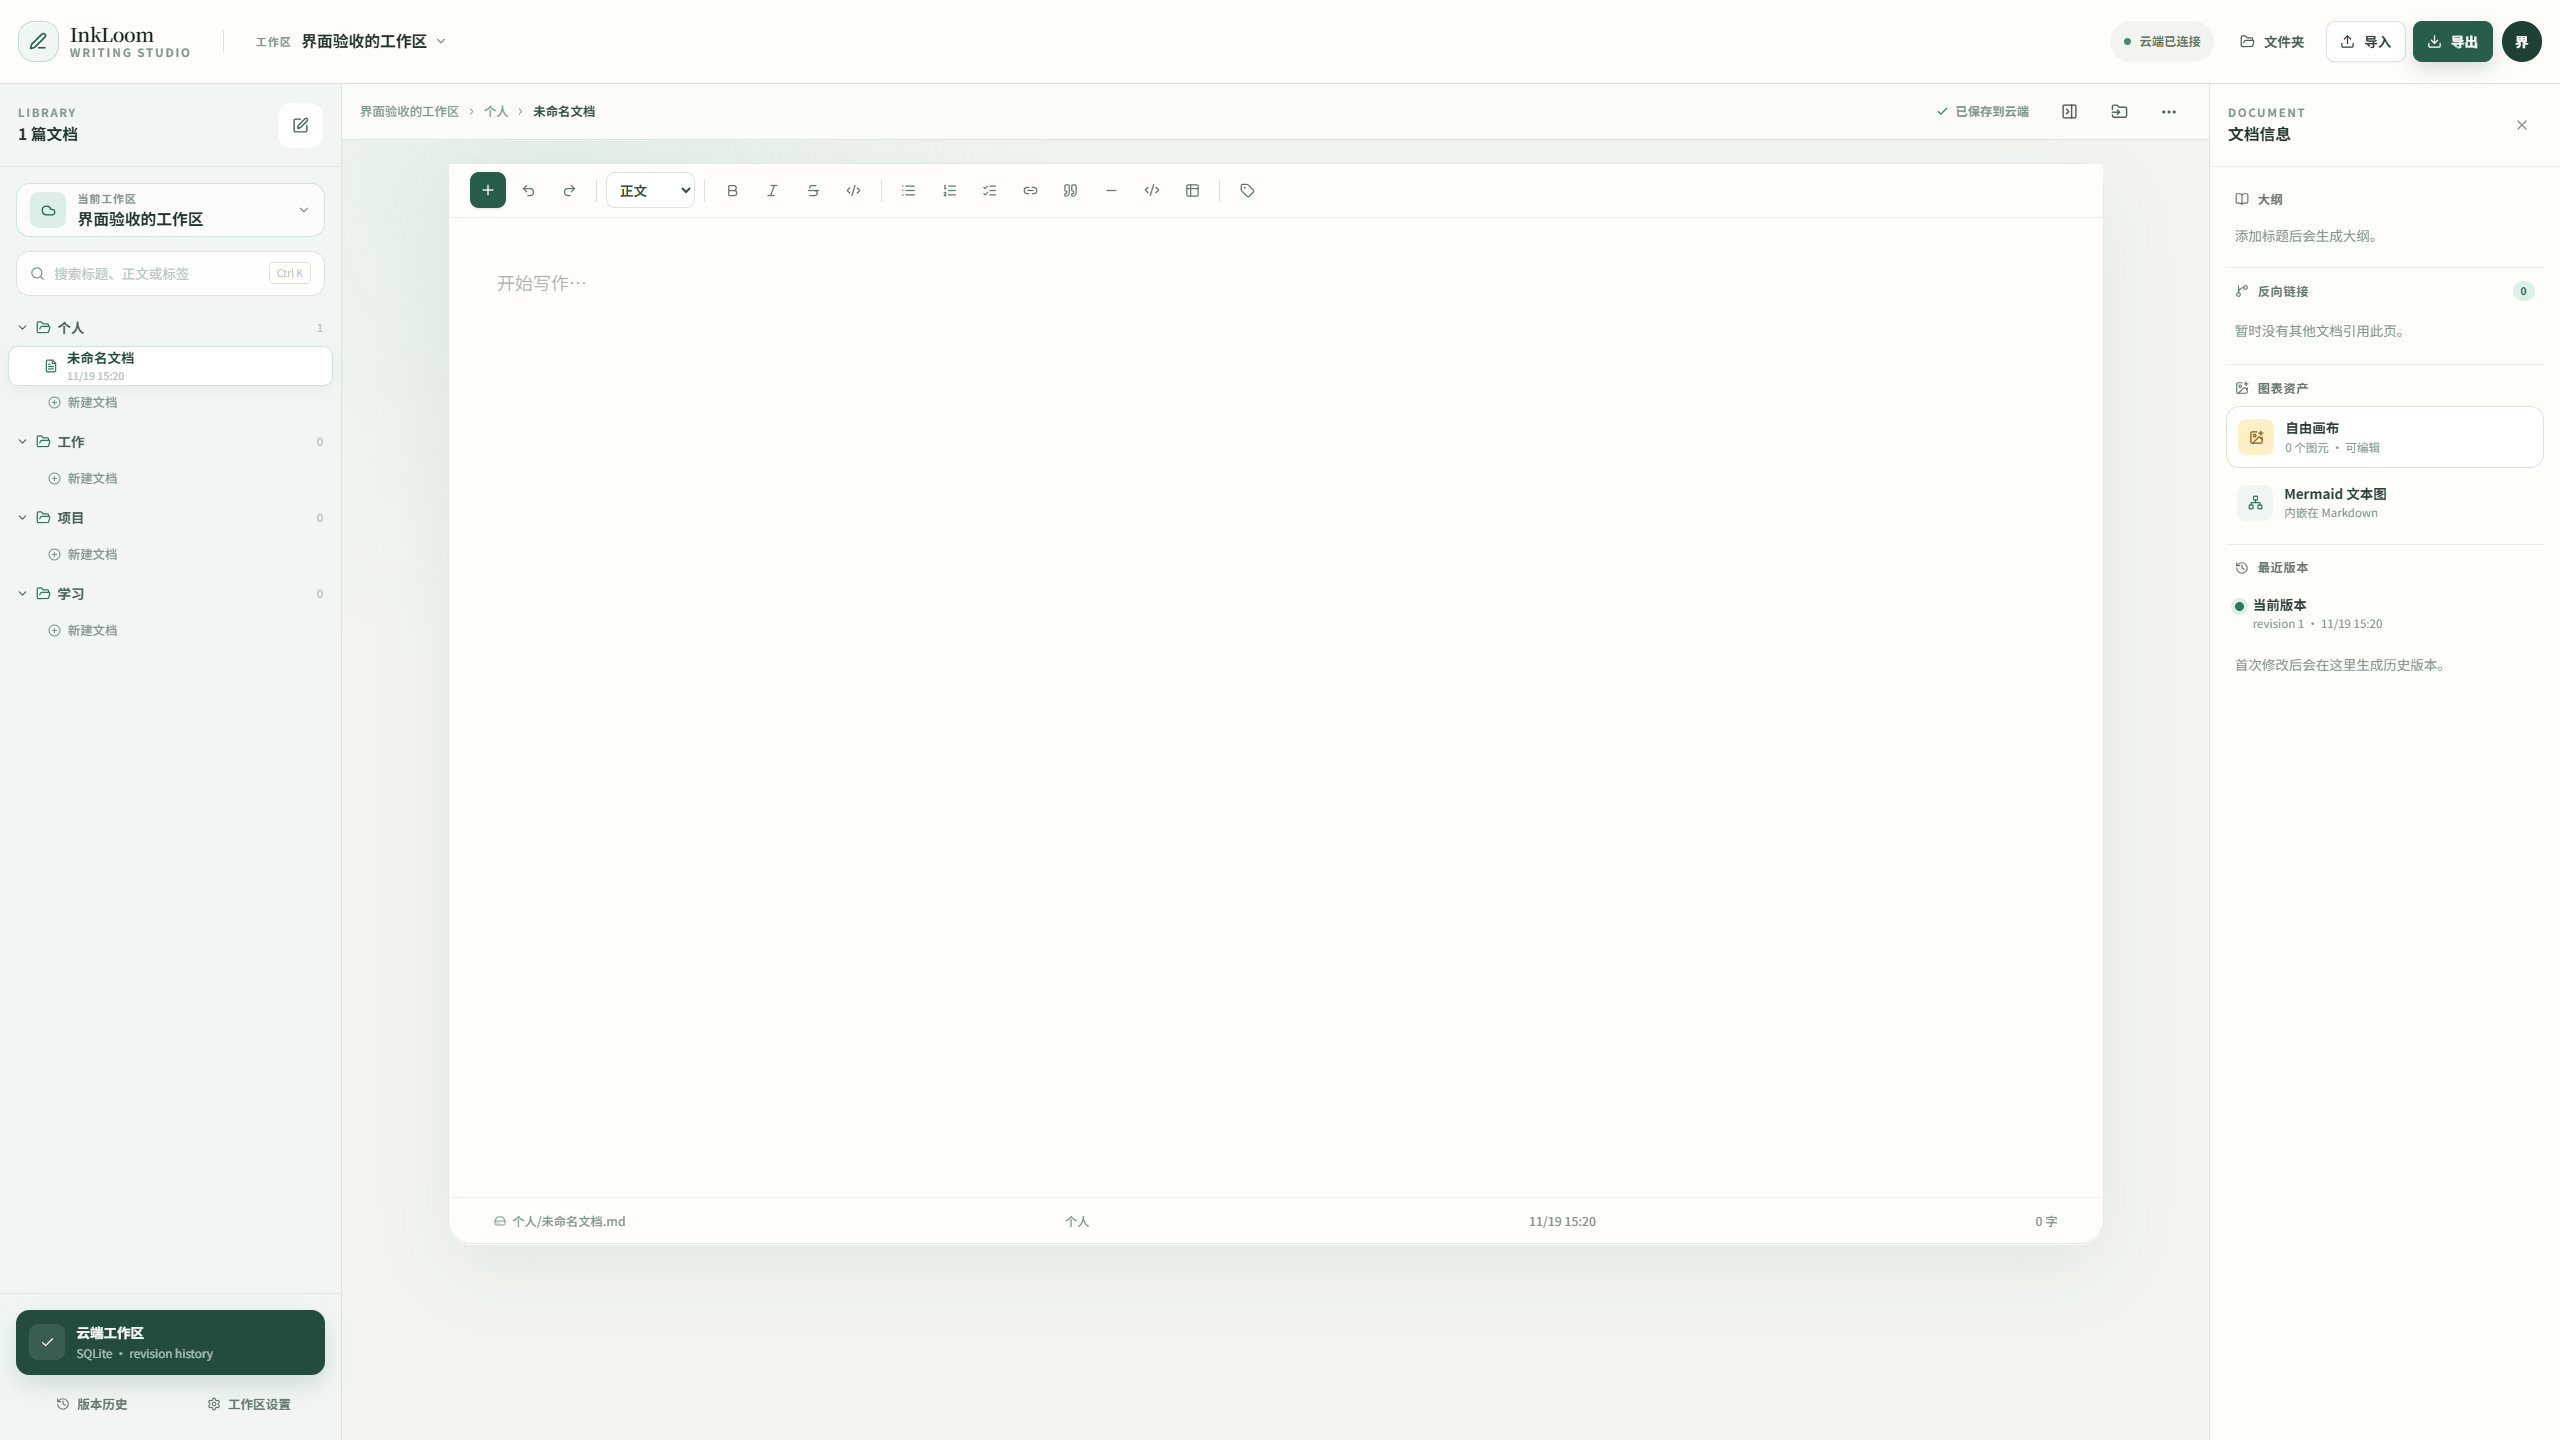 InkLoom
WRITING STUDIO
工作区 界面验收的工作区
云端已连接
文件夹
导入
导出
界
LIBRARY
1 篇文档
当前工作区
界面验收的工作区
搜索标题、正文或标签 Ctrl K
个人 1
未命名文档
11/19 15:20
新建文档
工作 0
新建文档
项目 0
新建文档
学习 0
新建文档
云端工作区
SQLite • revision history
版本历史
工作区设置
界面验收的工作区 › 个人 › 未命名文档
已保存到云端
正文
开始写作…
个人/未命名文档.md
个人
11/19 15:20
0 字
DOCUMENT
文档信息
大纲
添加标题后会生成大纲。
反向链接 0
暂时没有其他文档引用此页。
图表资产
自由画布
0 个图元 • 可编辑
Mermaid 文本图
内嵌在 Markdown
最近版本
当前版本
revision 1 • 11/19 15:20
首次修改后会在这里生成历史版本。